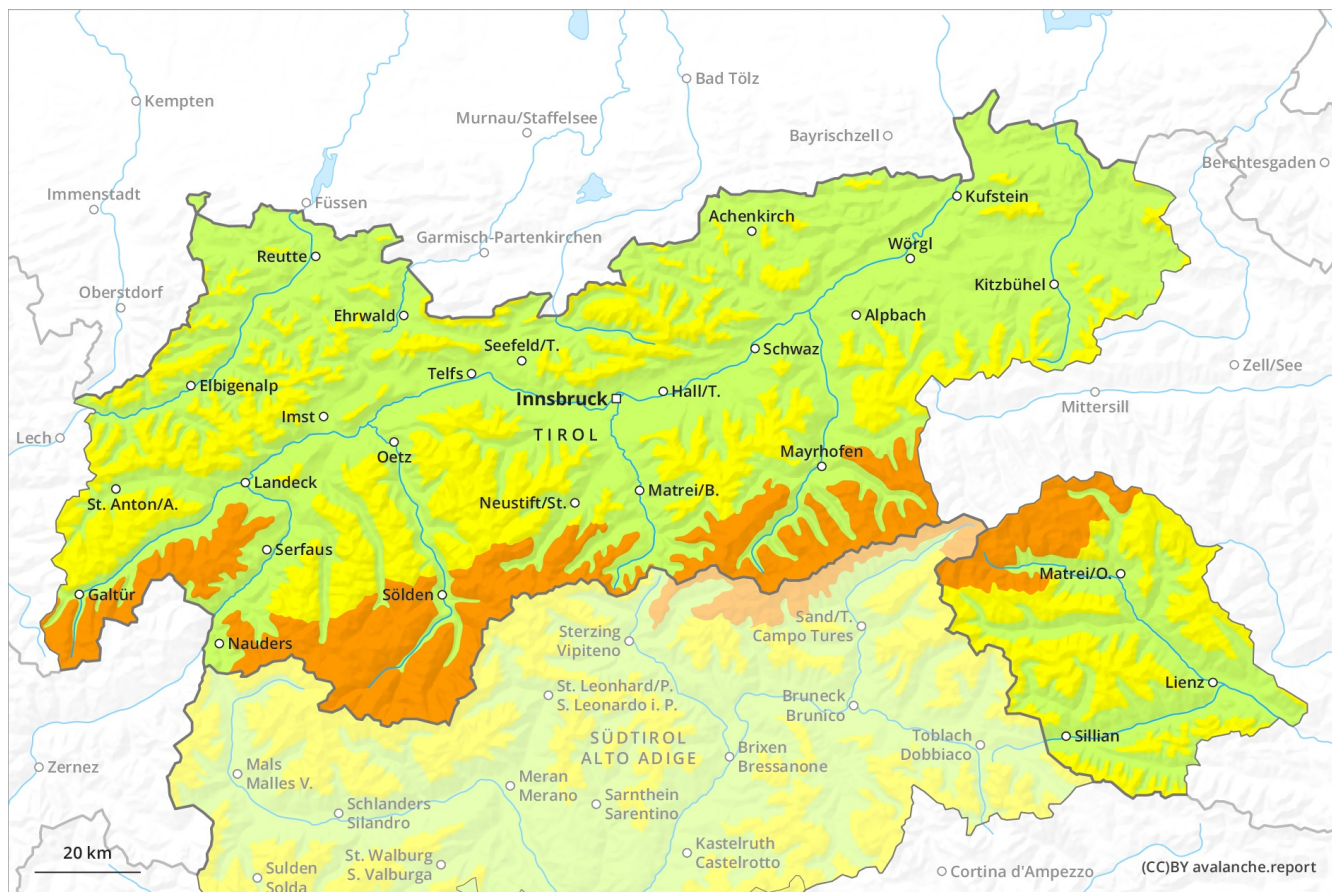 Bad Tölz
Kempten
Murnau/Staffelsee
Bayrischzell
Berchtesgaden
Immenstadt
Füssen
Kufstein
Achenkirch
Garmisch-Partenkirchen
Wörgl
Reutte
Oberstdorf
Kitzbühel
Ehrwald
Alpbach
Seefeld/T.
Schwaz
Zell/See
Telfs
Elbigenalp
Hall/T.
Innsbruck
Mittersill
Imst
TIROL
Lech
Oetz
Mayrhofen
Landeck
Matrei/B.
St. Anton/A.
Neustift/St.
Serfaus
Matrei/O.
Galtür
Sölden
Sand/T.
Campo Tures
Sterzing
Vipiteno
Nauders
Lienz
St. Leonhard/P.
S. Leonardo i. P.
Bruneck
Brunico
Sillian
SÜDTIROL
ALTO ADIGE
Toblach
Dobbiaco
Brixen
Bressanone
Zernez
Mals
Malles V.
Meran
Merano
Sarnthein
Sarentino
Schlanders
Silandro
Kastelruth
Castelrotto
20 km
St. Walburg
S. Valburga
Sulden
Solda
Cortina d'Ampezzo
(CC)BY avalanche.report